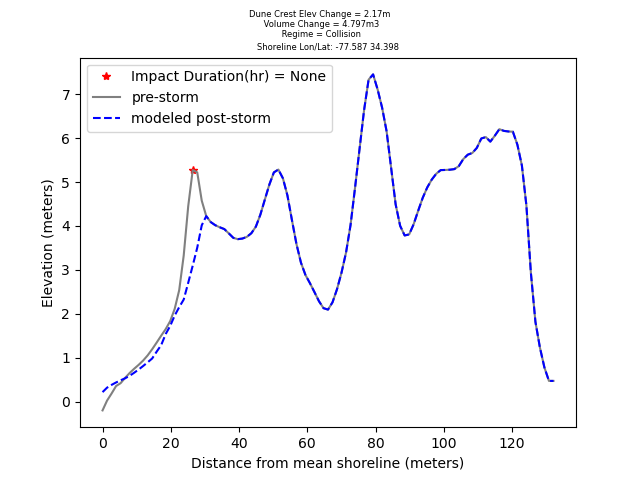 Dune Crest Elev Change = 2.17m
Volume Change = 4.797m3
Regime = Collision
Shoreline Lon/Lat: -77.587 34.398
Impact Duration(hr) = None
pre-storm
modeled post-storm
Elevation (meters)
7
6
5
4
3
2
1
0
0 20 40 60 80 100 120
Distance from mean shoreline (meters)